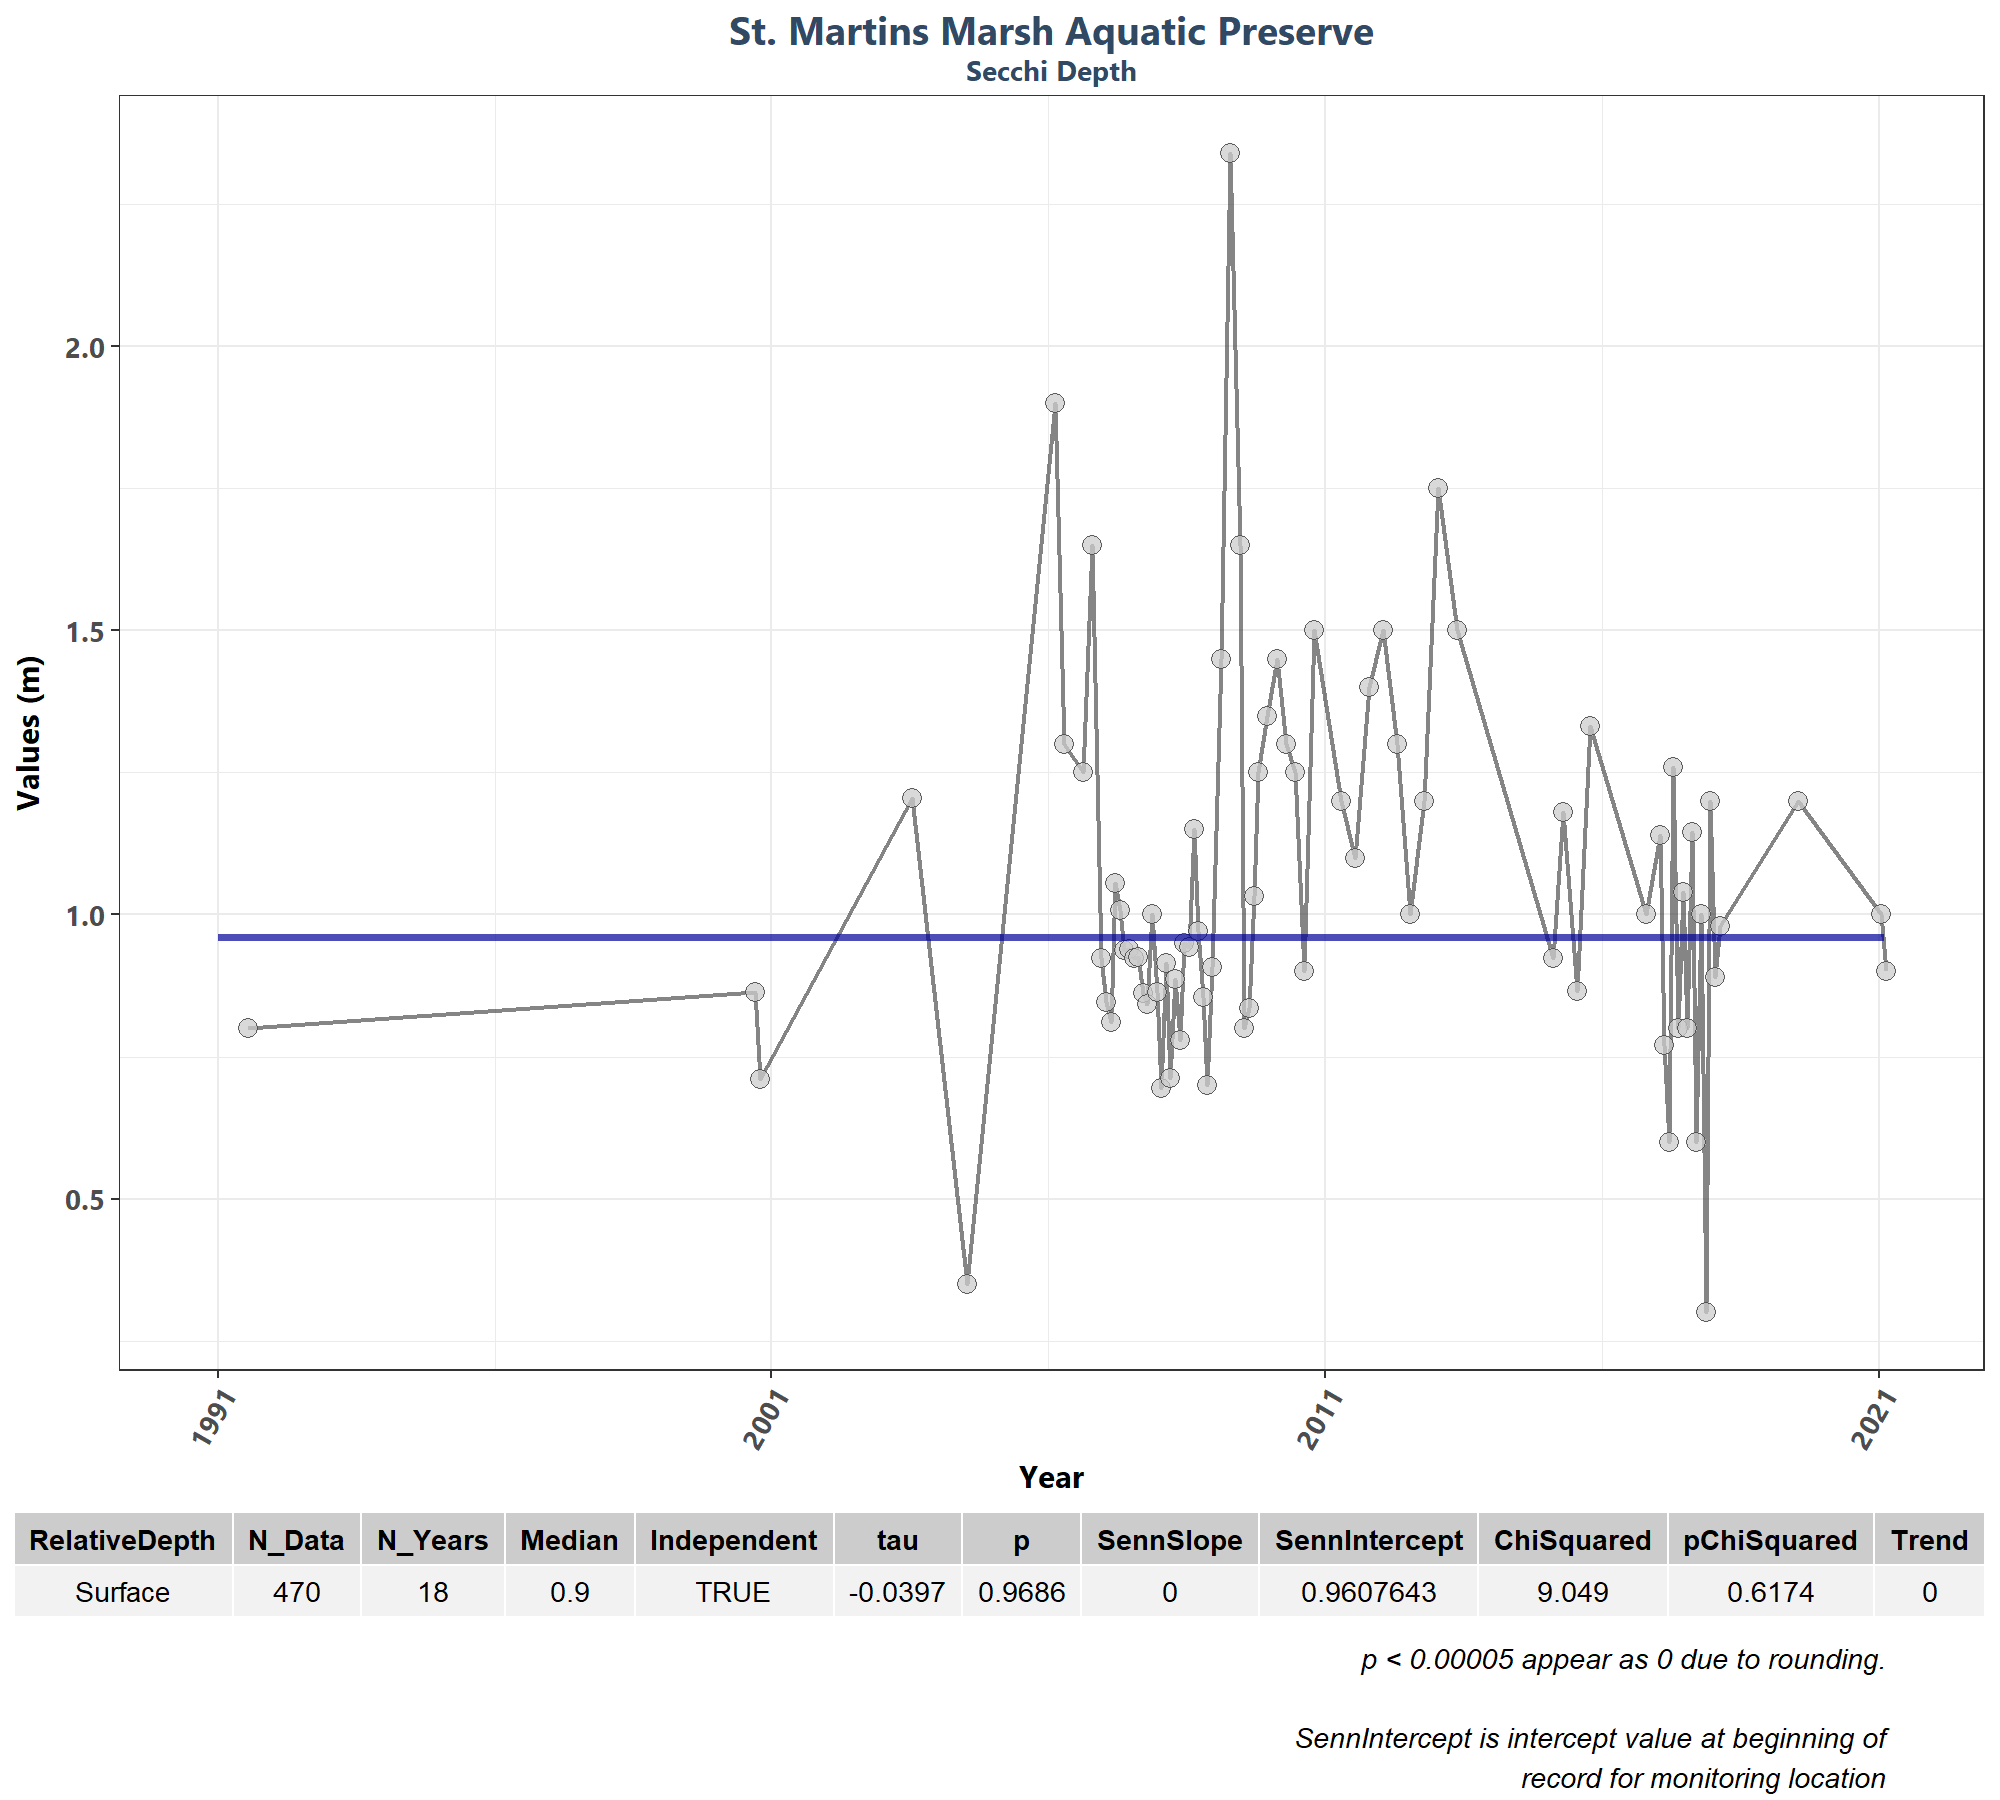 St. Martins Marsh Aquatic Preserve
Secchi Depth
Values (m)
2.0
1.5
1.0
0.5
1991
2001
2011
2021
Year
RelativeDepth N_Data N_Years Median Independent tau p SennSlope SennIntercept ChiSquared pChiSquared Trend
Surface 470 18 0.9 TRUE -0.0397 0.9686 0 0.9607643 9.049 0.6174 0
p < 0.00005 appear as 0 due to rounding.
SennIntercept is intercept value at beginning of
record for monitoring location